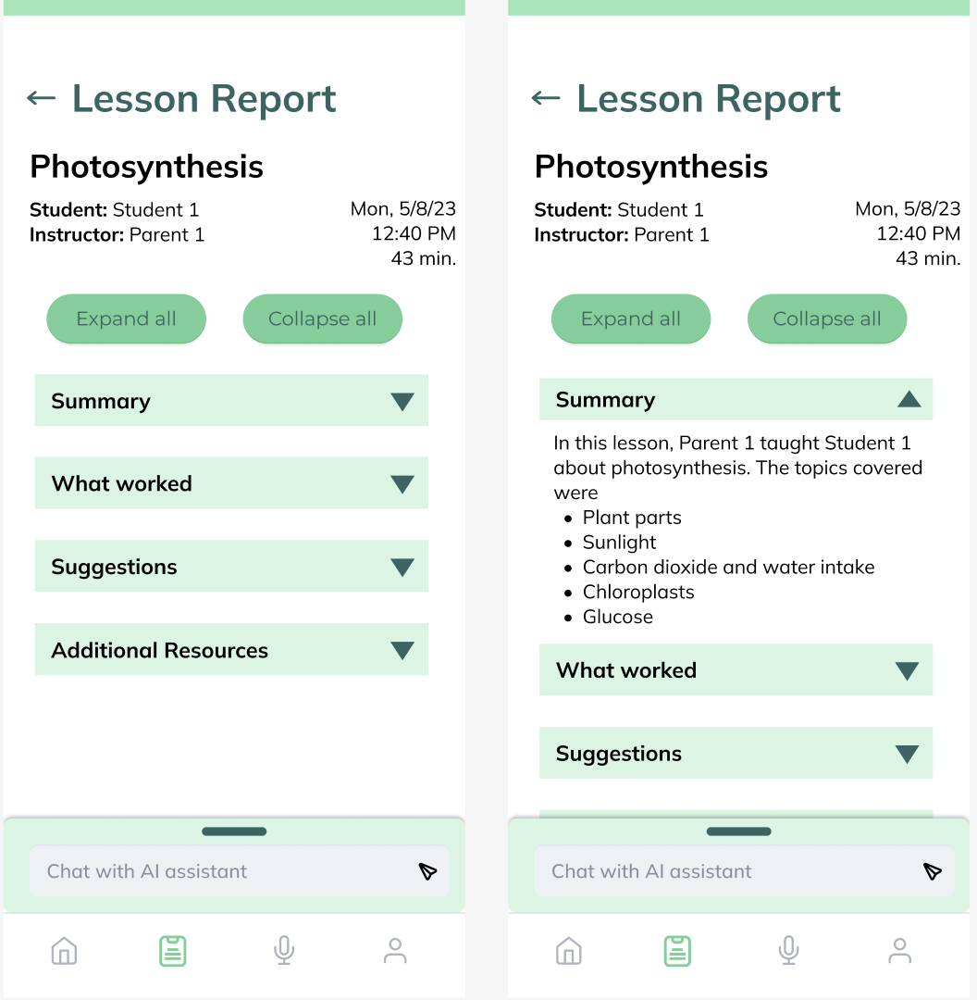 Lesson Report
Photosynthesis
Student: Student 1
Instructor: Parent 1
Mon, 5/8/23
12:40 PM
43 min.
Expand all
Collapse all
Summary
What worked
Suggestions
Additional Resources
Chat with AI assistant
Lesson Report
Photosynthesis
Student: Student 1
Instructor: Parent 1
Mon, 5/8/23
12:40 PM
43 min.
Expand all
Collapse all
Summary
In this lesson, Parent 1 taught Student 1
about photosynthesis. The topics covered
were
• Plant parts
• Sunlight
• Carbon dioxide and water intake
• Chloroplasts
• Glucose
What worked
Suggestions
Chat with AI assistant